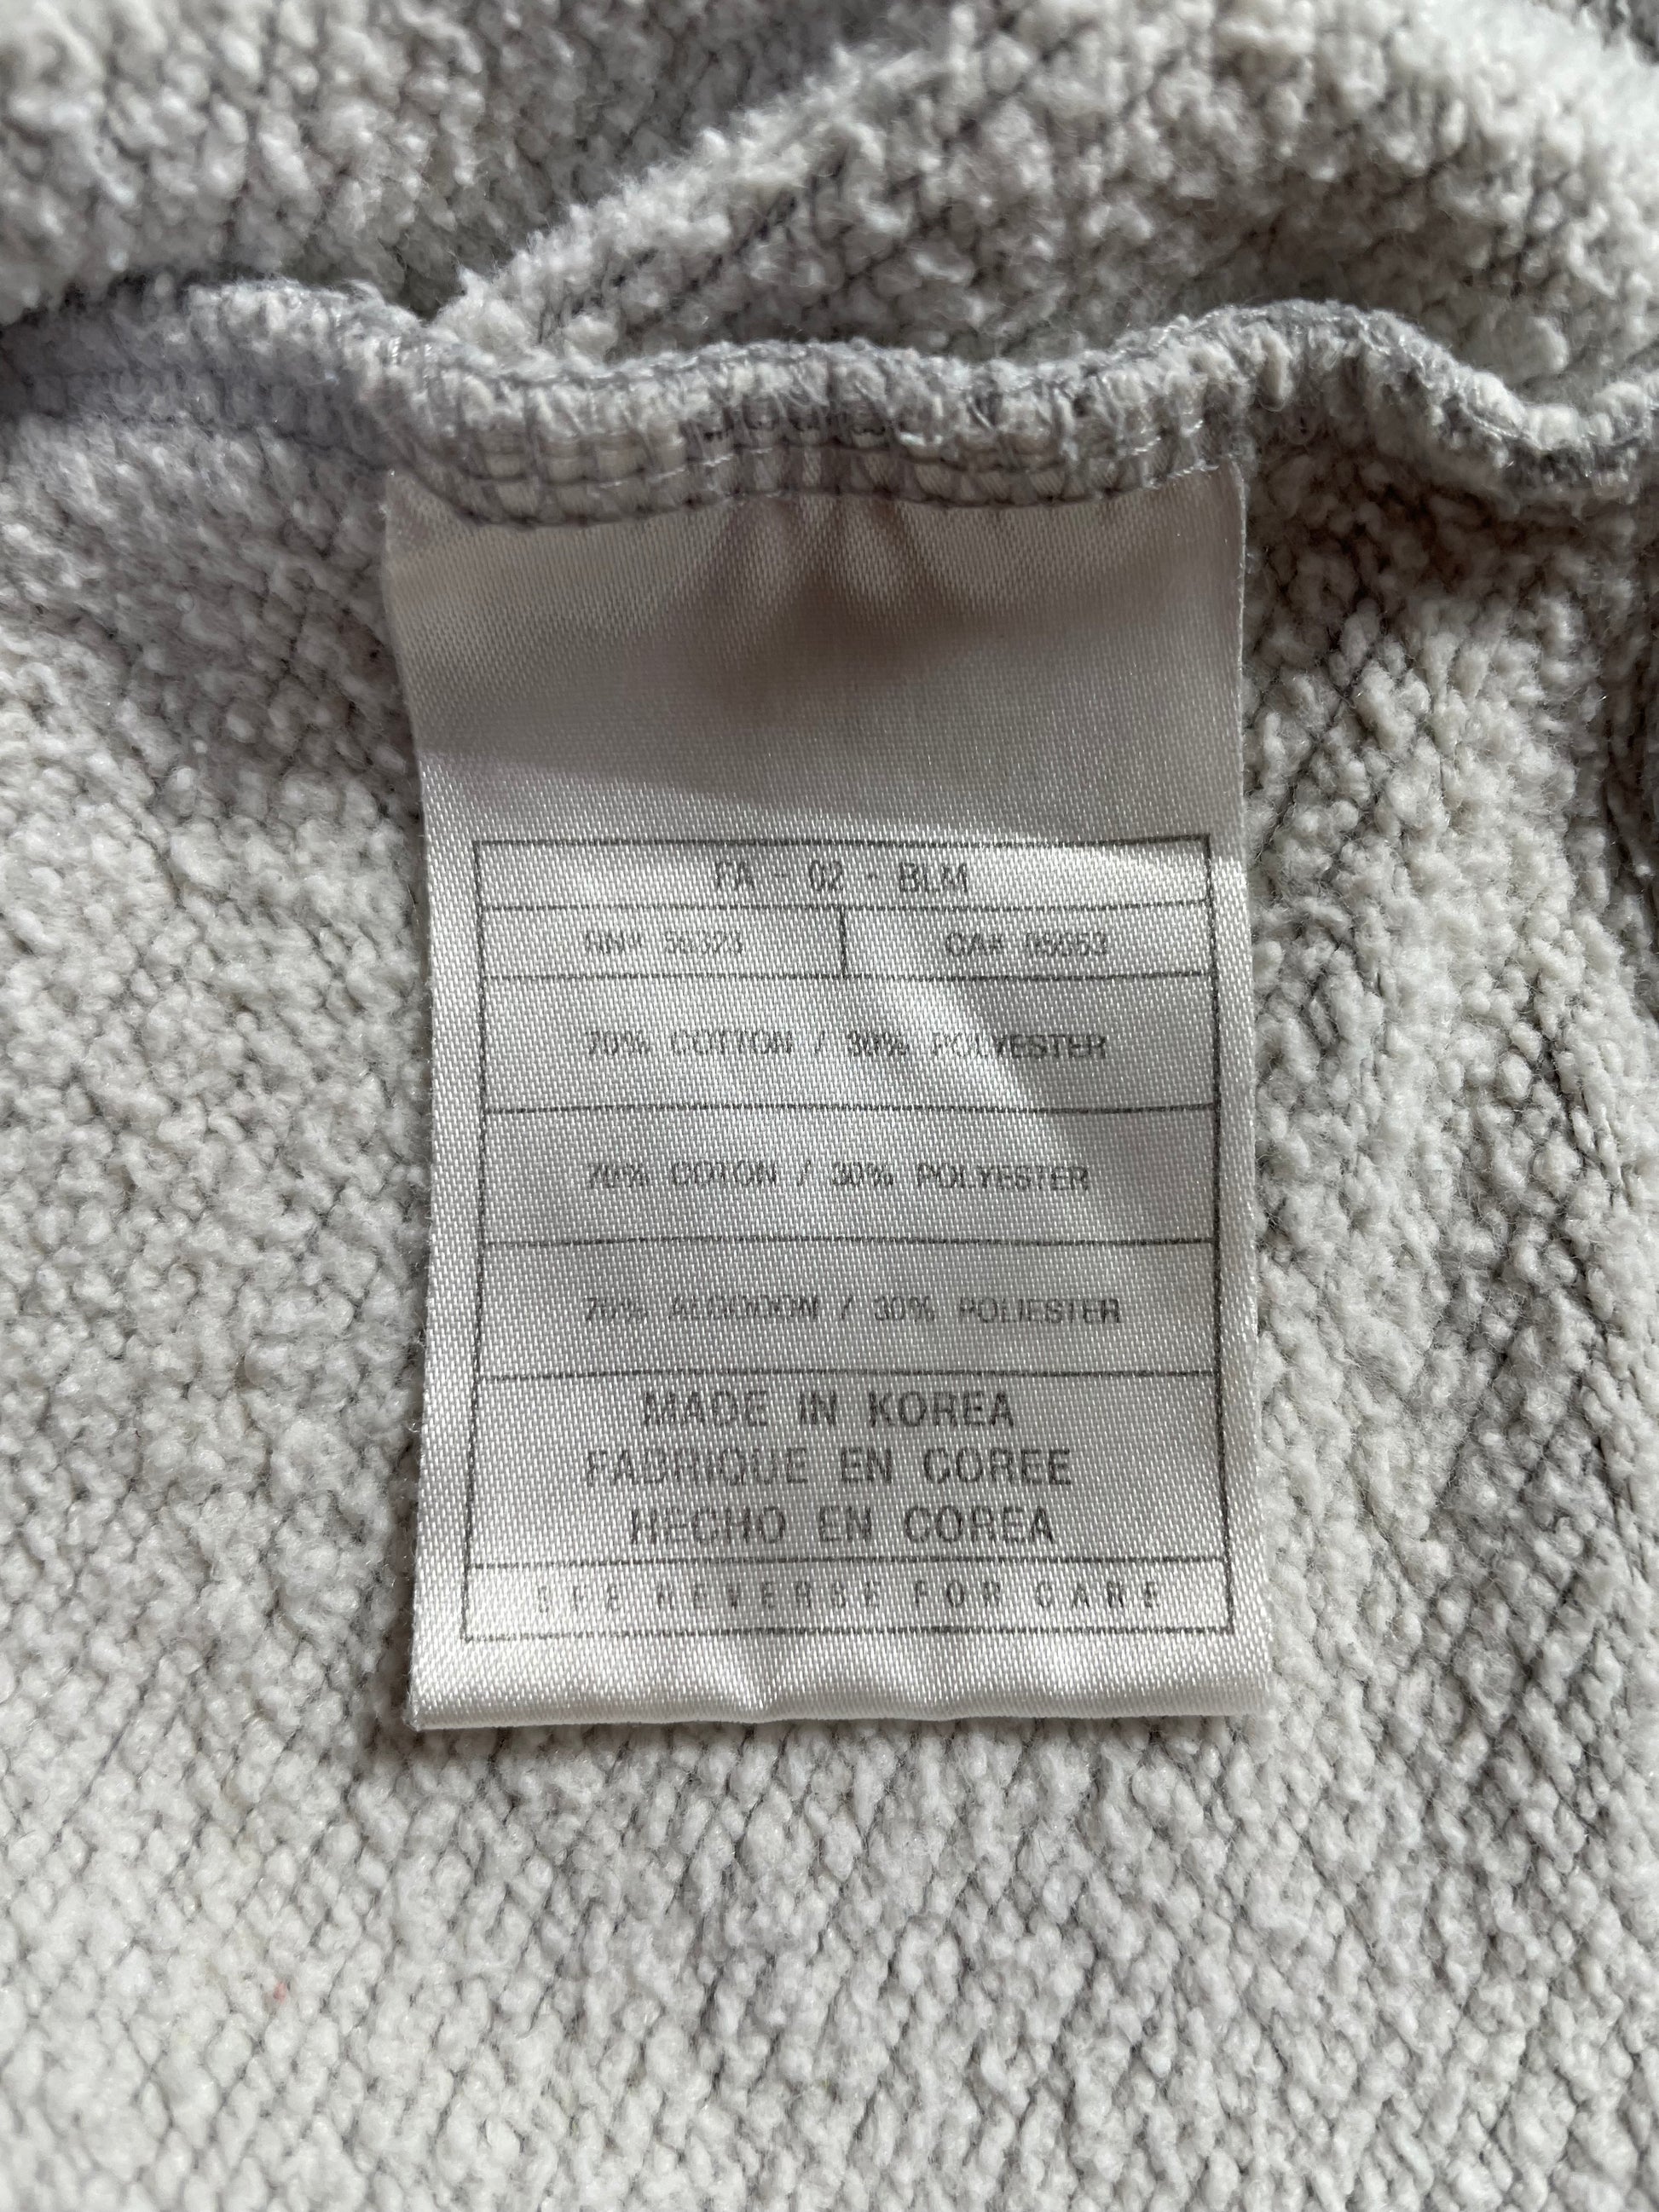 FA - 02 - BLM
RN# 56323 CA# 05553
70% COTTON / 30% POLYESTER
70% COTON / 30% POLYESTER
70% ALGODON / 30% POLIESTER
MADE IN KOREA
FABRIQUE EN COREE
HECHO EN COREA
SEE REVERSE FOR CARE